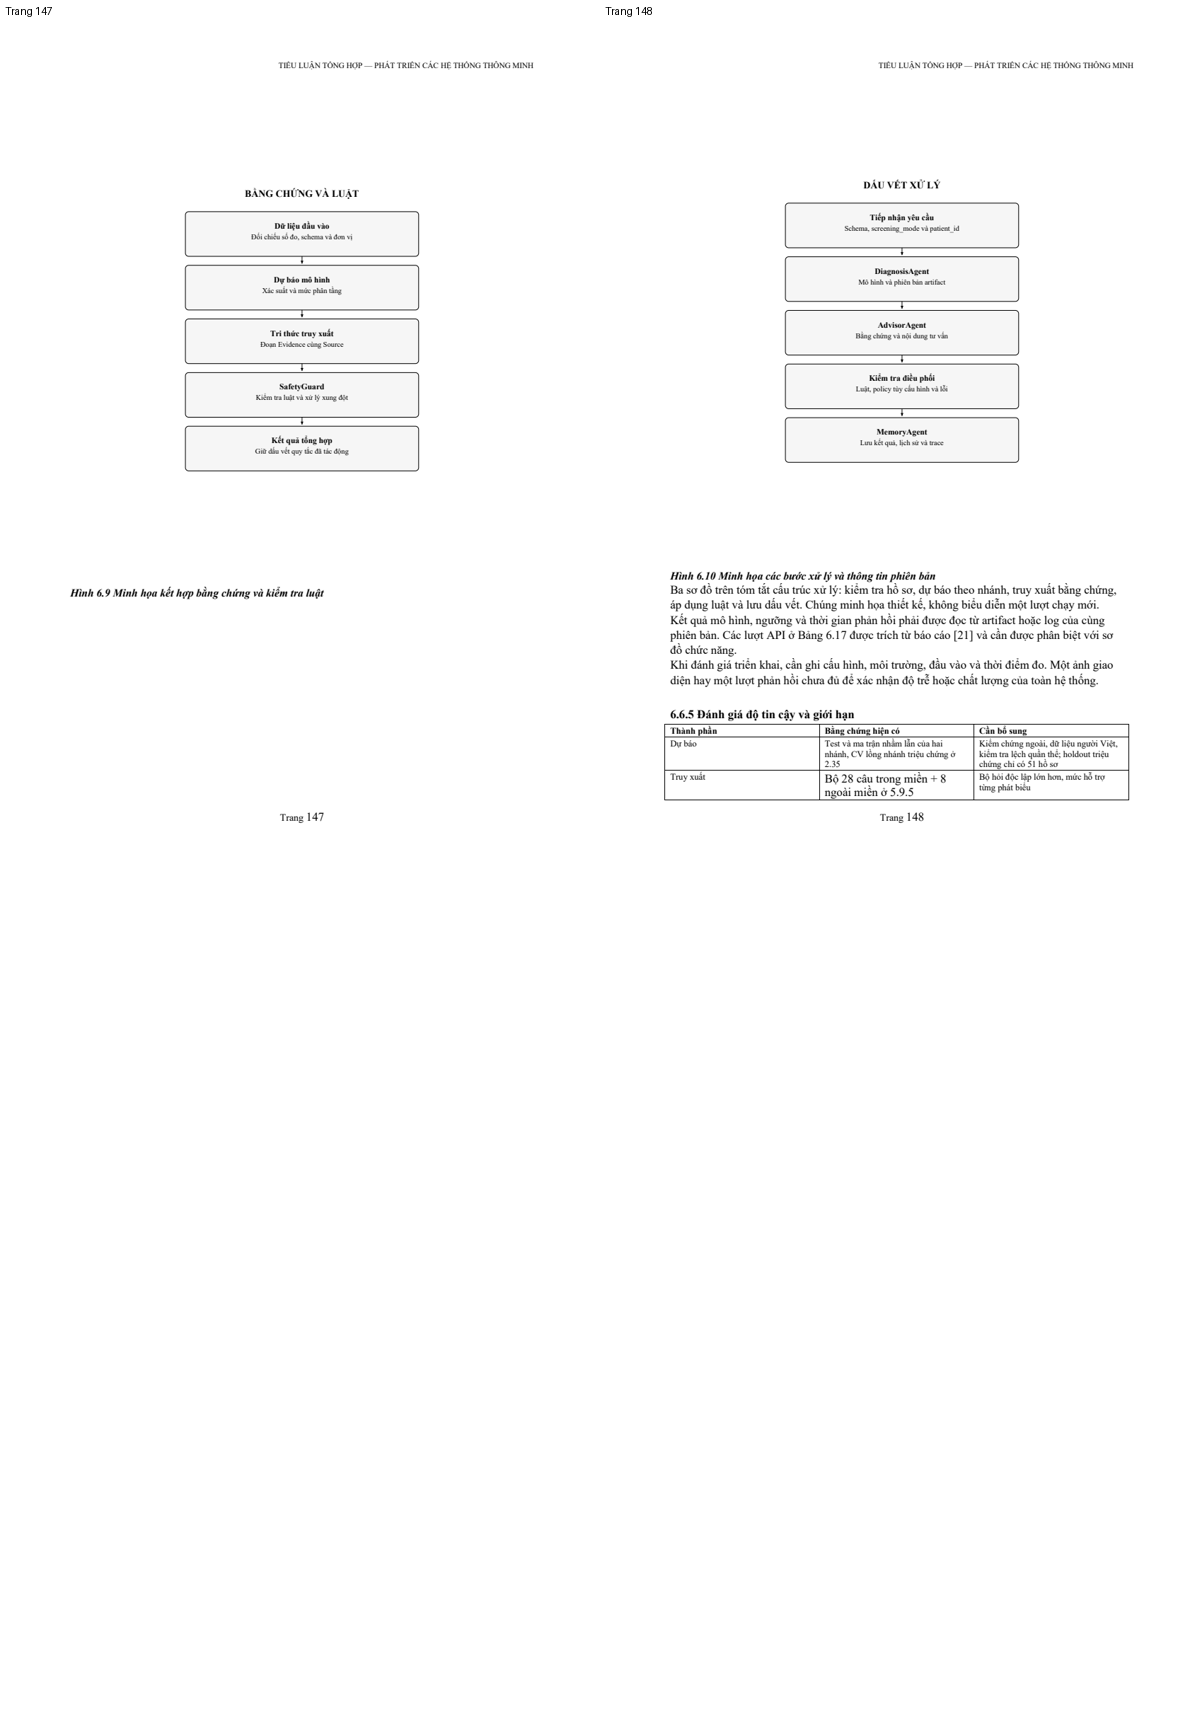 Trang 147
TIỂU LUẬN TỔNG HỢP — PHÁT TRIỂN CÁC HỆ THỐNG THÔNG MINH
BẰNG CHỨNG VÀ LUẬT
Dữ liệu đầu vào
Đối chiếu số đo, schema và đơn vị
Dự báo mô hình
Xác suất và mức phân tầng
Tri thức truy xuất
Đoạn Evidence cùng Source
SafetyGuard
Kiểm tra luật và xử lý xung đột
Kết quả tổng hợp
Giữ dấu vết quy tắc đã tác động
Hình 6.9 Minh họa kết hợp bằng chứng và kiểm tra luật
Trang 147
Trang 148
TIỂU LUẬN TỔNG HỢP — PHÁT TRIỂN CÁC HỆ THỐNG THÔNG MINH
DẤU VẾT XỬ LÝ
Tiếp nhận yêu cầu
Schema, screening_mode và patient_id
DiagnosisAgent
Mô hình và phiên bản artifact
AdvisorAgent
Bằng chứng và nội dung tư vấn
Kiểm tra điều phối
Luật, policy tùy cấu hình và lỗi
MemoryAgent
Lưu kết quả, lịch sử và trace
Hình 6.10 Minh họa các bước xử lý và thông tin phiên bản
Ba sơ đồ trên tóm tắt cấu trúc xử lý: kiểm tra hồ sơ, dự báo theo nhánh, truy xuất bằng chứng,
áp dụng luật và lưu dấu vết. Chúng minh họa thiết kế, không biểu diễn một lượt chạy mới.
Kết quả mô hình, ngưỡng và thời gian phản hồi phải được đọc từ artifact hoặc log của cùng
phiên bản. Các lượt API ở Bảng 6.17 được trích từ báo cáo [21] và cần được phân biệt với sơ
đồ chức năng.
Khi đánh giá triển khai, cần ghi cấu hình, môi trường, đầu vào và thời điểm đo. Một ảnh giao
diện hay một lượt phản hồi chưa đủ để xác nhận độ trễ hoặc chất lượng của toàn hệ thống.
6.6.5 Đánh giá độ tin cậy và giới hạn
Thành phần
Bằng chứng hiện có
Cần bổ sung
Dự báo
Test và ma trận nhầm lẫn của hai
nhánh, CV lồng nhánh triệu chứng ở
2.35
Kiểm chứng ngoài, dữ liệu người Việt,
kiểm tra lệch quần thể; holdout triệu
chứng chỉ có 51 hồ sơ
Truy xuất
Bộ 28 câu trong miền + 8
ngoài miền ở 5.9.5
Bộ hỏi độc lập lớn hơn, mức hỗ trợ
từng phát biểu
Trang 148